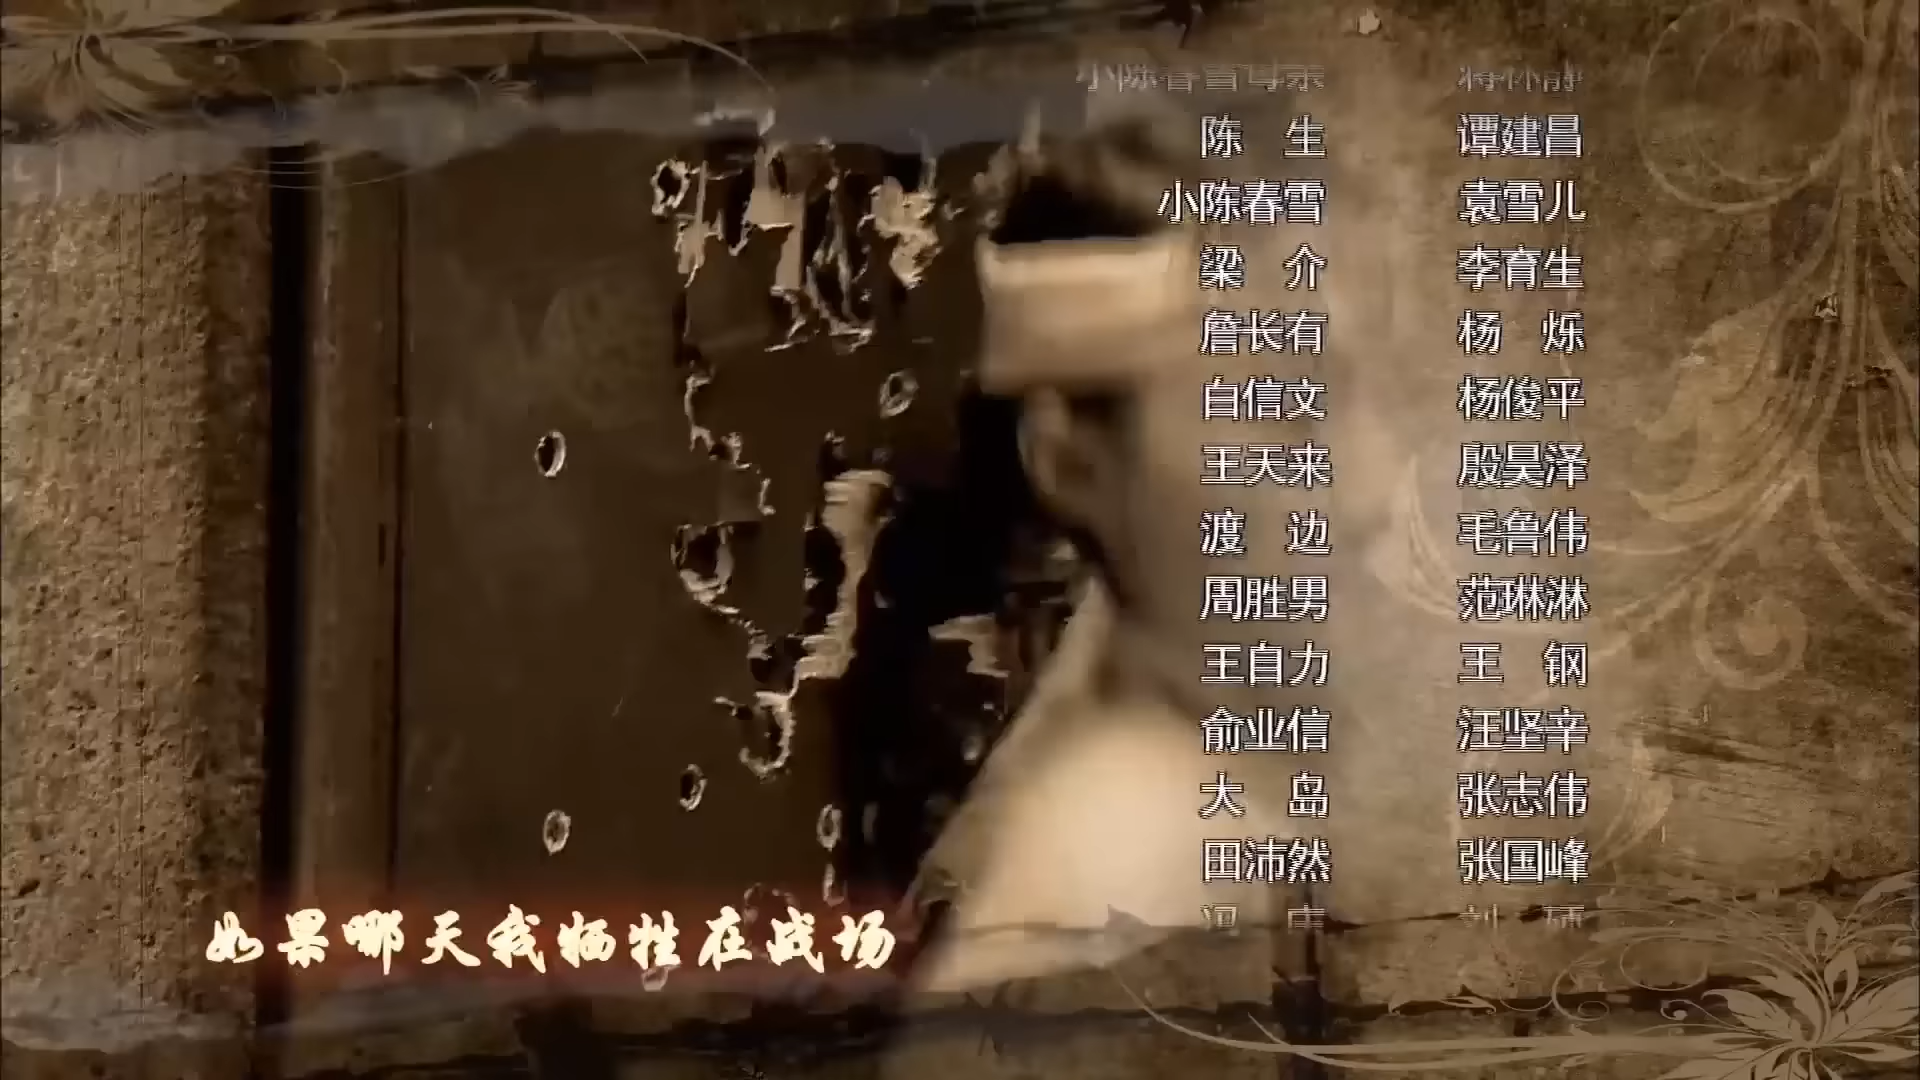 陈 生 谭建昌
小陈春雪 袁雪儿
梁 介 李育生
詹长有 杨 烁
白信文 杨俊平
王天来 殷昊泽
渡 边 毛鲁伟
周胜男 范琳淋
王自力 王 钢
俞业信 汪坚辛
大 岛 张志伟
田沛然 张国峰
如果哪天我牺牲在战场